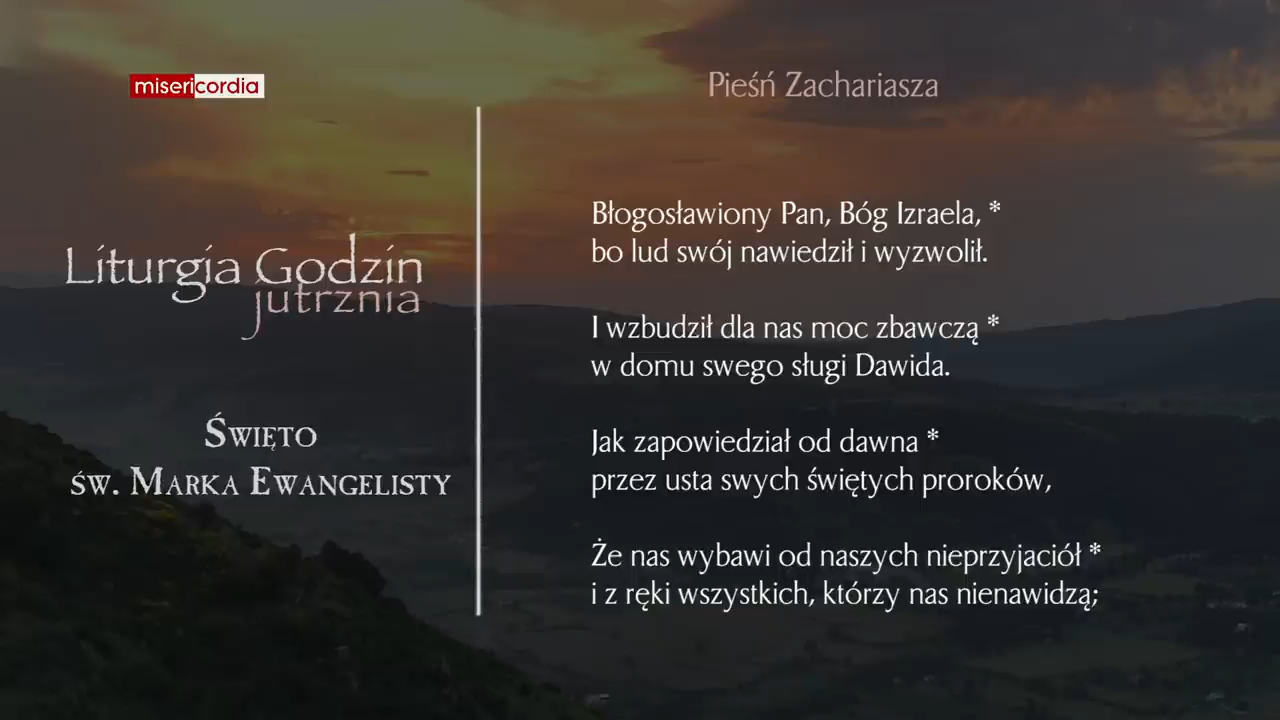 misericordia
Liturgia Godzin
jutrznia
Święto
św. Marka Ewangelisty
Pieśń Zachariasza
Błogosławiony Pan, Bóg Izraela, *
bo lud swój nawiedził i wyzwolił.
I wzbudził dla nas moc zbawczą *
w domu swego sługi Dawida.
Jak zapowiedział od dawna *
przez usta swych świętych proroków,
Że nas wybawi od naszych nieprzyjaciół *
i z ręki wszystkich, którzy nas nienawidzą;